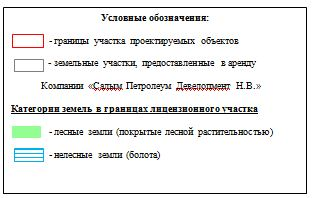 Условные обозначения:
- границы участка проектируемых объектов
- земельные участки, предоставленные в аренду
Компании «Салым Петролеум Девелопмент Н.В.»
Категории земель в границах лицензионного участка
- лесные земли (покрытые лесной растительностью)
- нелесные земли (болота)